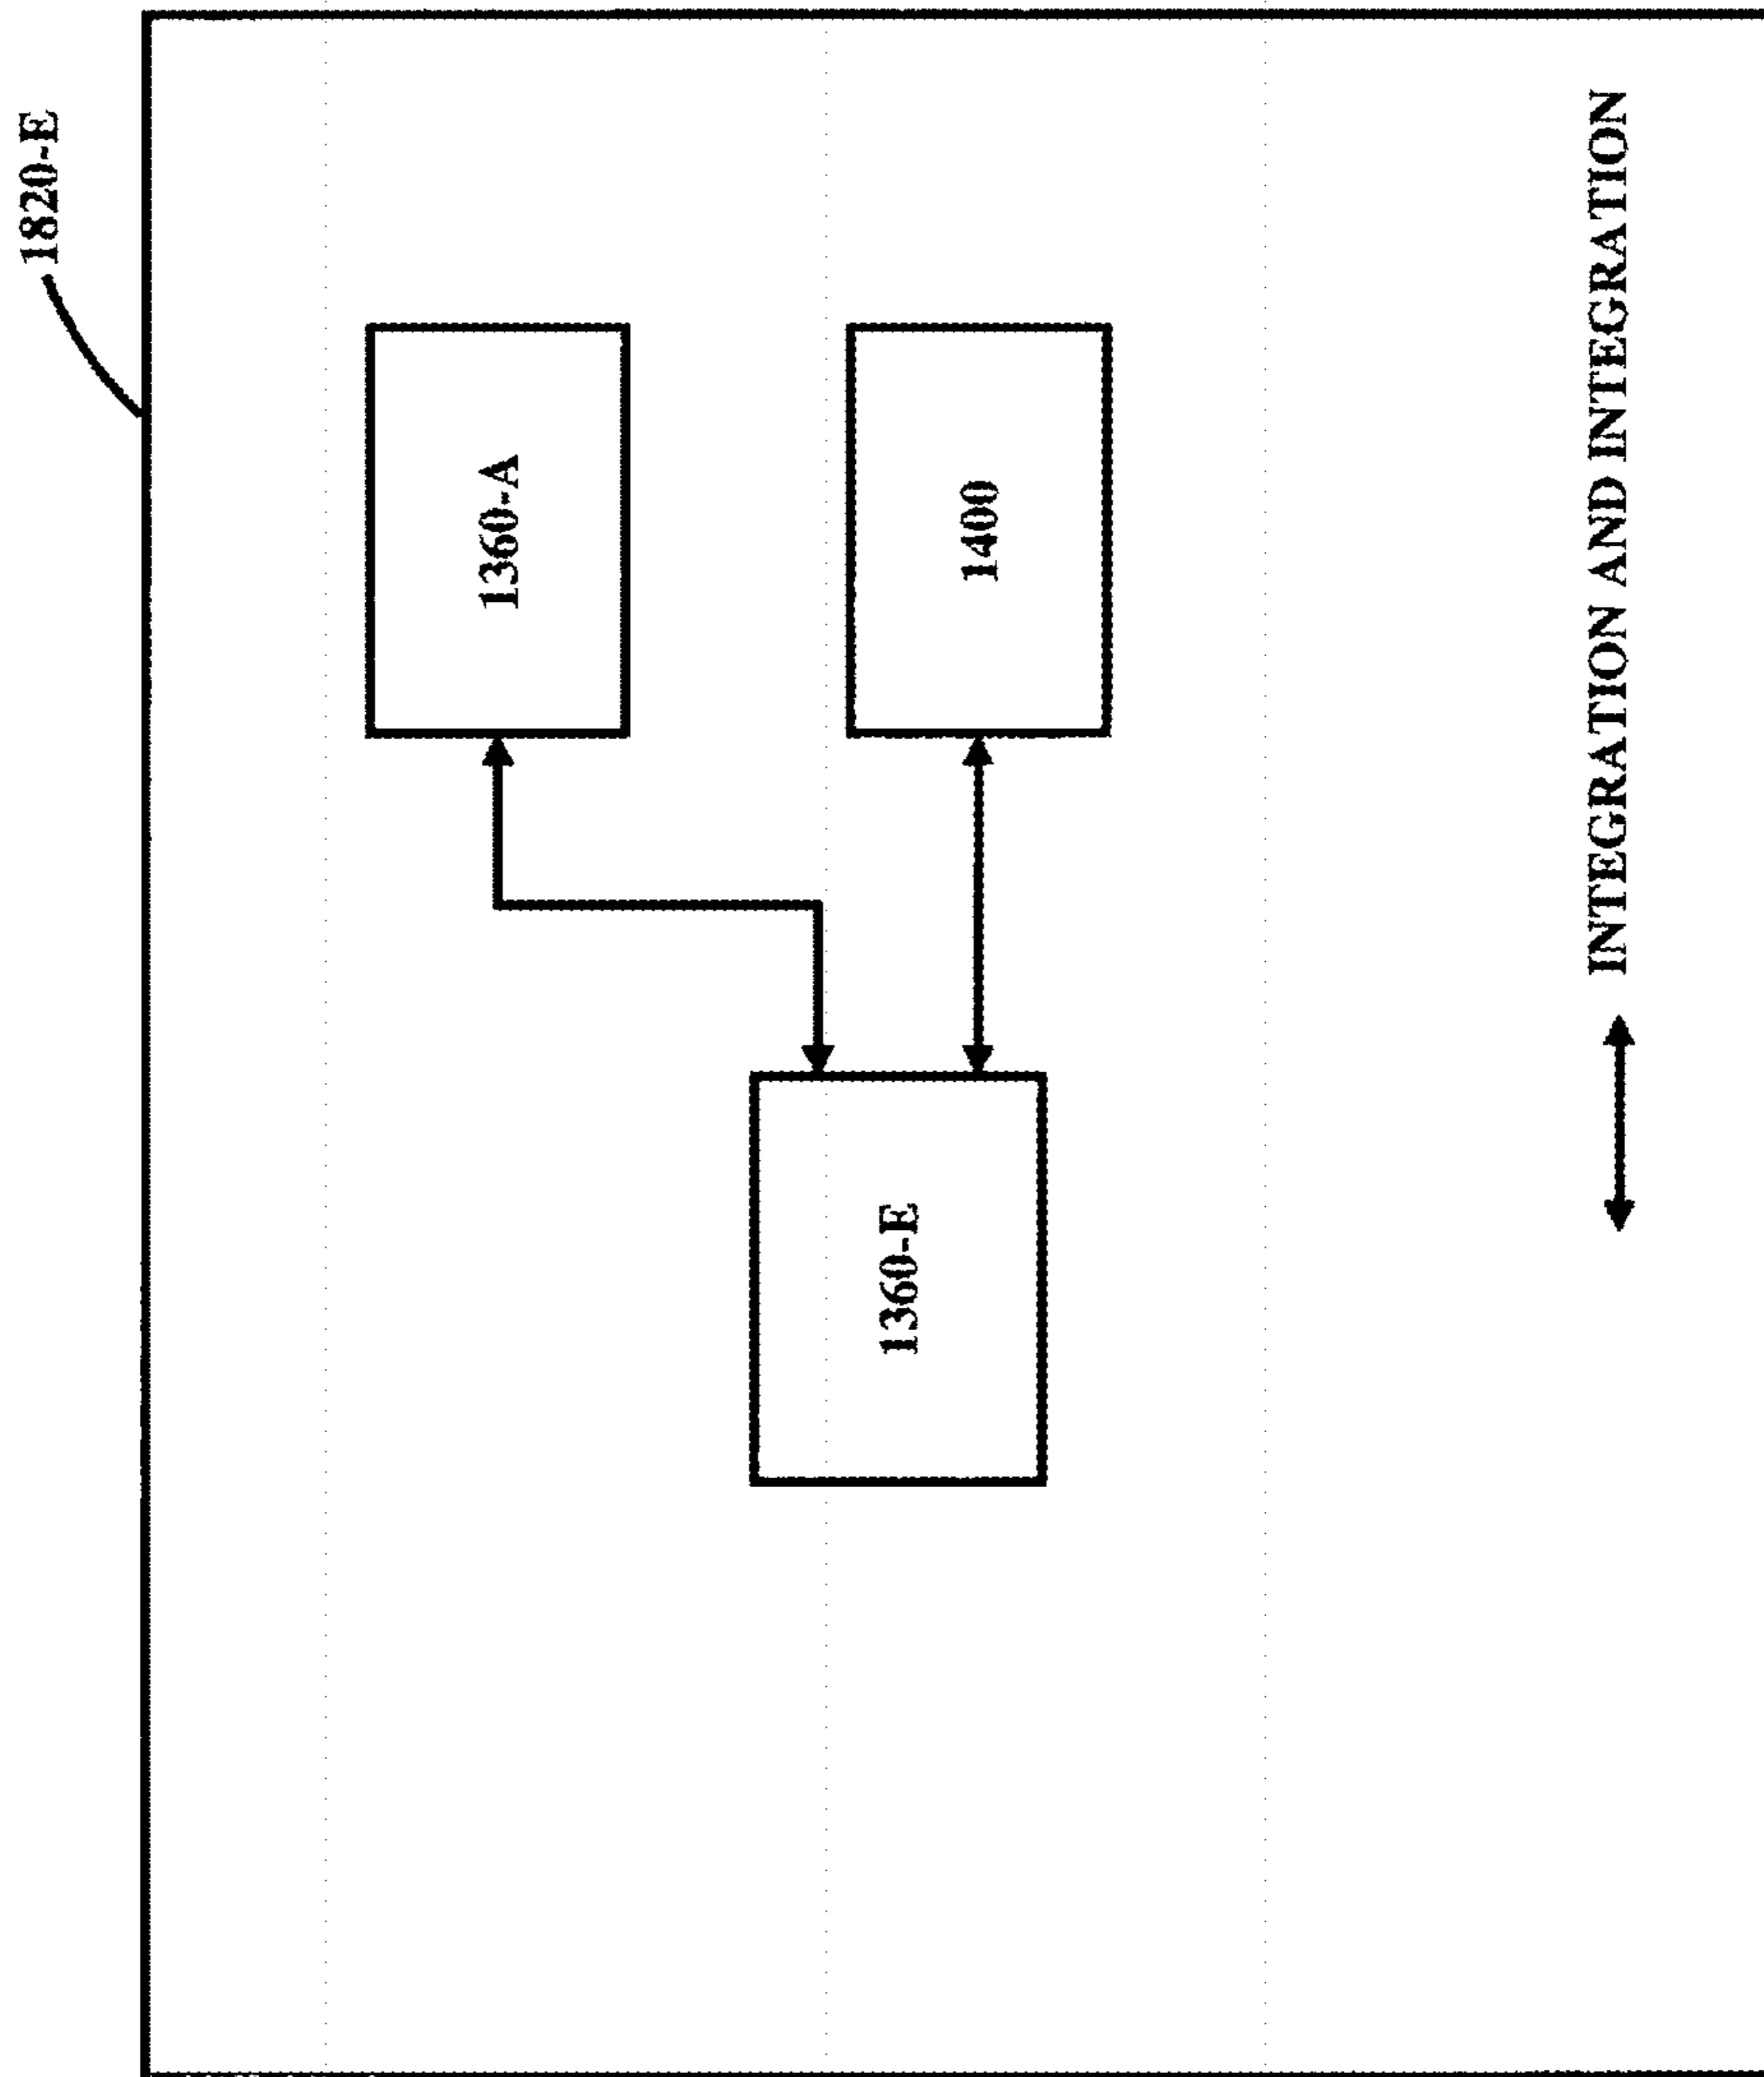 1820-E
1360-A
1360-E
1400
INTEGRATION AND INTEGRATION